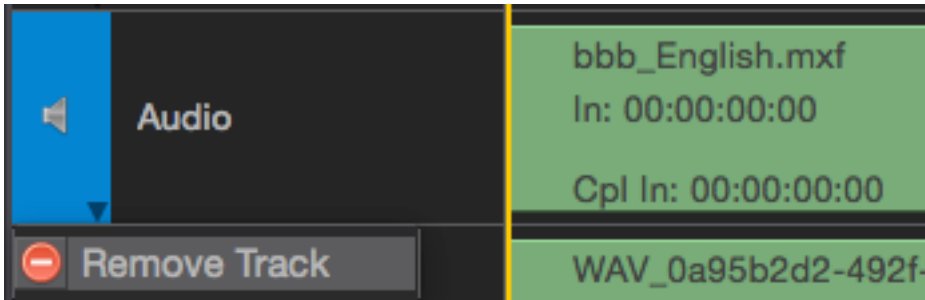 Audio
bbb_English.mxf
In: 00:00:00:00
Cpl In: 00:00:00:00
Remove Track
WAV_0a95b2d2-492f-